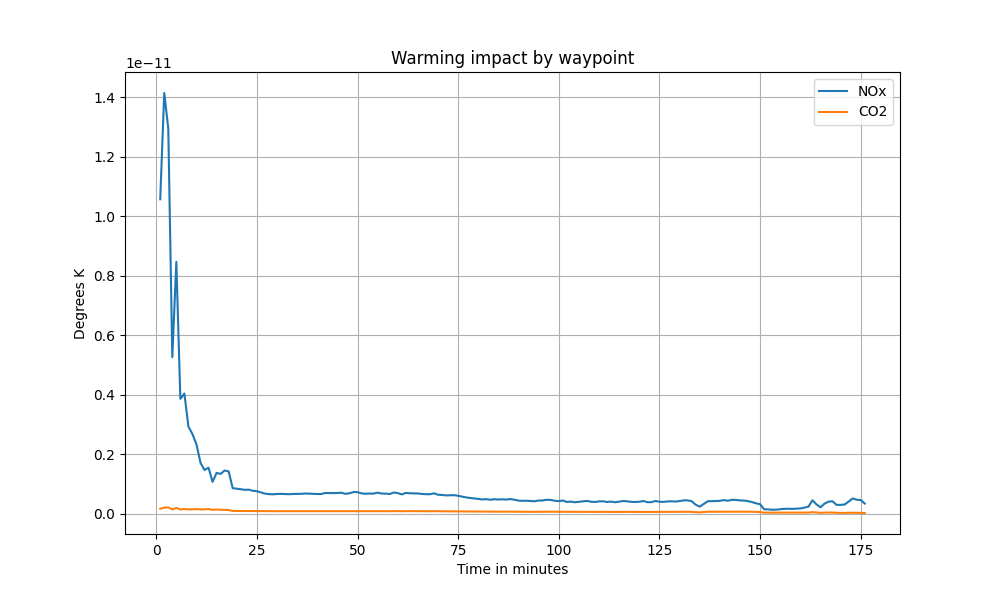 Warming impact by waypoint
1e−11
NOx
CO2
1.4
1.2
1.0
0.8
0.6
0.4
0.2
0.0
Degrees K
0 25 50 75 100 125 150 175
Time in minutes